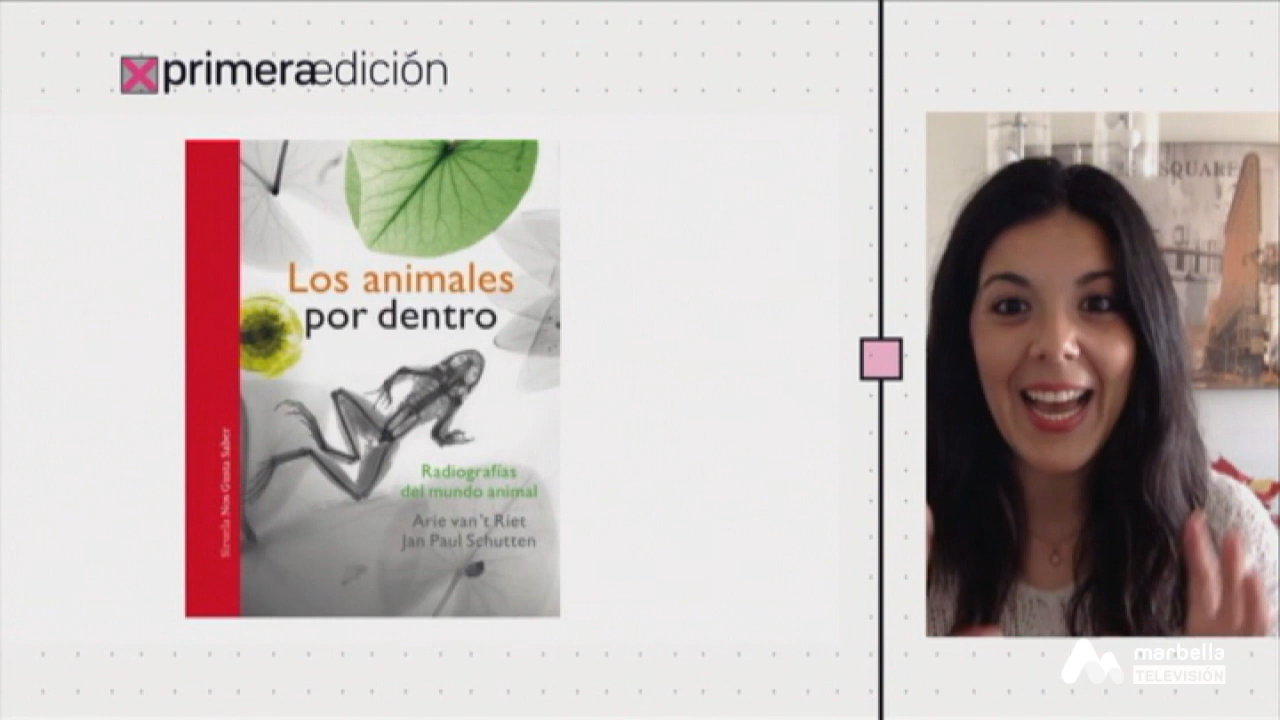 primeraedición
Los animales
por dentro
Radiografías
del mundo animal
Arie van't Riet
Jan Paul Schutten
Siruela Nos Gusta Saber
SQUARE
marbella
TELEVISIÓN